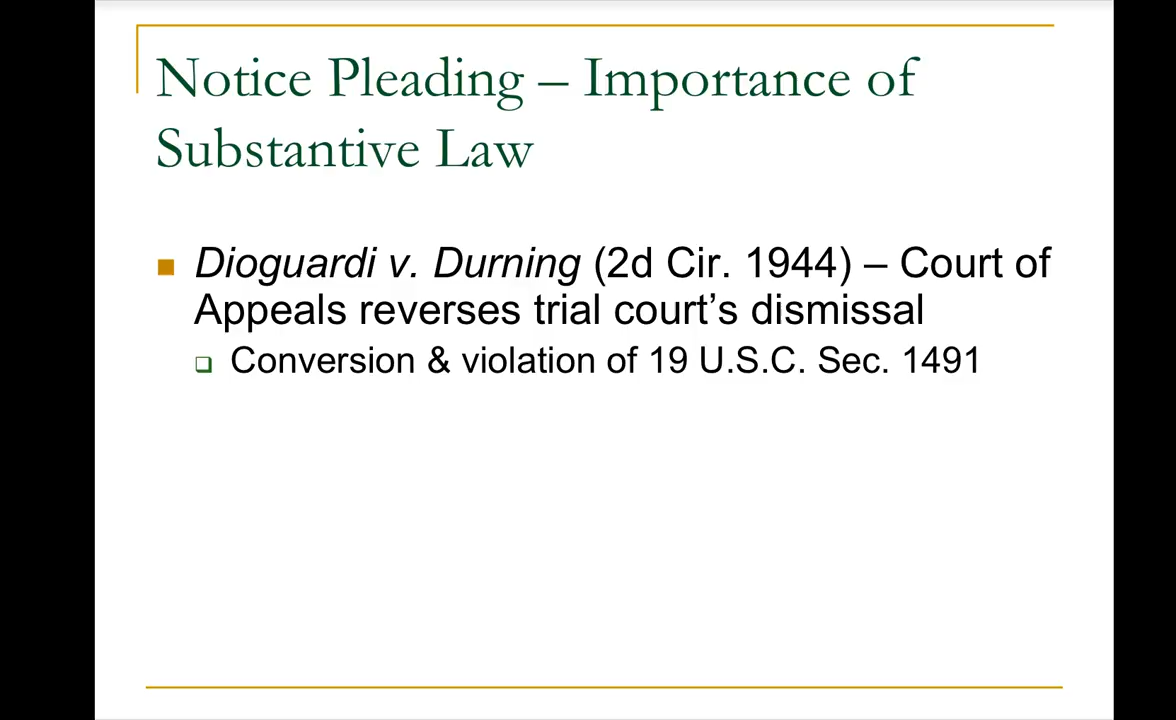 Notice Pleading – Importance of
Substantive Law
Dioguardi v. Durning (2d Cir. 1944) – Court of
Appeals reverses trial court’s dismissal
Conversion & violation of 19 U.S.C. Sec. 1491